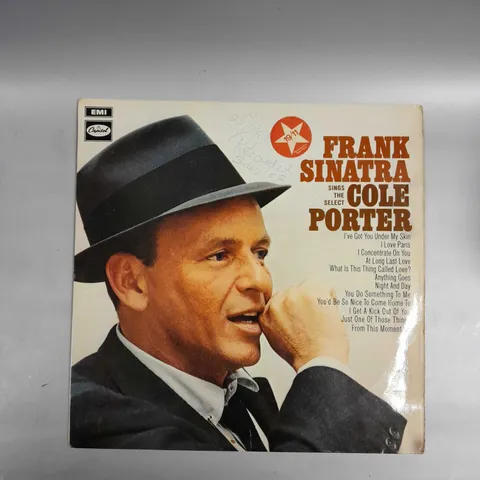 EMI
Capitol
19/11
FRANK
SINATRA
SINGS
THE
SELECT
COLE
PORTER
I've Got You Under My Skin
I Love Paris
I Concentrate On You
At Long Last Love
What Is This Thing Called Love?
Anything Goes
Night And Day
You Do Something To Me
You'd Be So Nice To Come Home To
I Get A Kick Out Of You
Just One Of Those Things
From This Moment